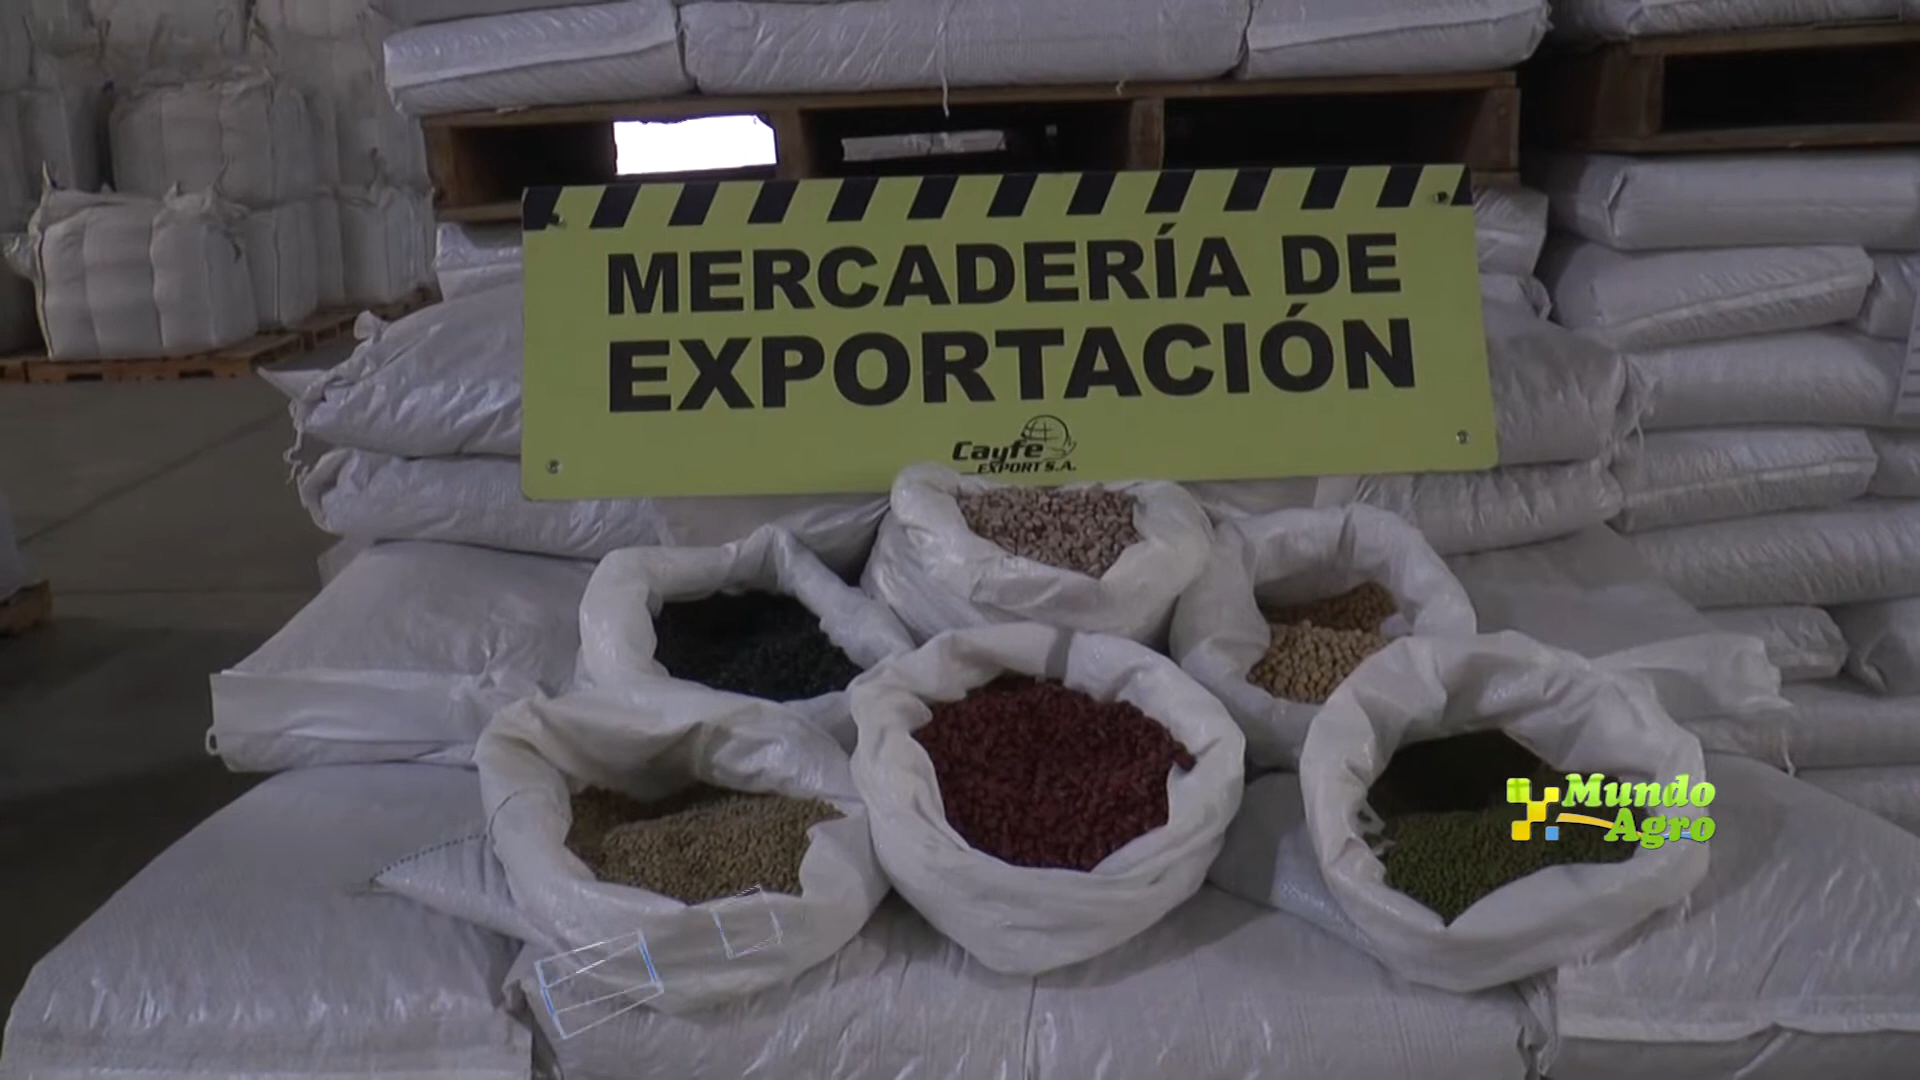 MERCADERÍA DE
EXPORTACIÓN
Cayfe
EXPORT S.A.
Mundo
Agro